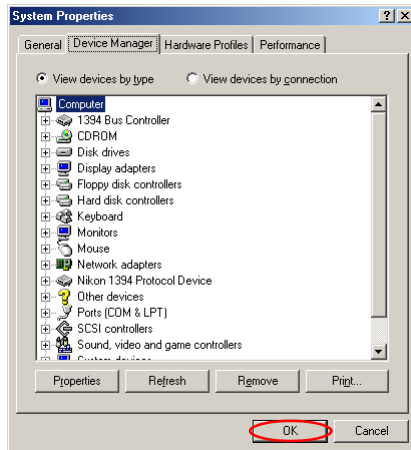 System Properties
General Device Manager Hardware Profiles Performance
View devices by type View devices by connection
Computer
1394 Bus Controller
CDROM
Disk drives
Display adapters
Floppy disk controllers
Hard disk controllers
Keyboard
Monitors
Mouse
Network adapters
Nikon 1394 Protocol Device
Other devices
Ports (COM & LPT)
SCSI controllers
Sound, video and game controllers
Properties Refresh Remove Print...
OK Cancel